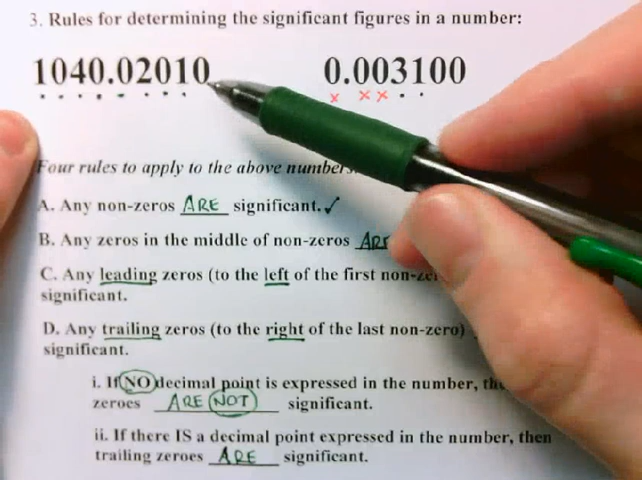 3. Rules for determining the significant figures in a number:
1040.02010 0.003100
x x x
Four rules to apply to the above numbers
A. Any non-zeros ARE significant. ✓
B. Any zeros in the middle of non-zeros ARE
C. Any leading zeros (to the left of the first
significant.
D. Any trailing zeros (to the right of the last non-zero)
significant.
i. If NO decimal point is expressed in the number,
zeroes ARE NOT significant.
ii. If there IS a decimal point expressed in the number, then
trailing zeroes ARE significant.